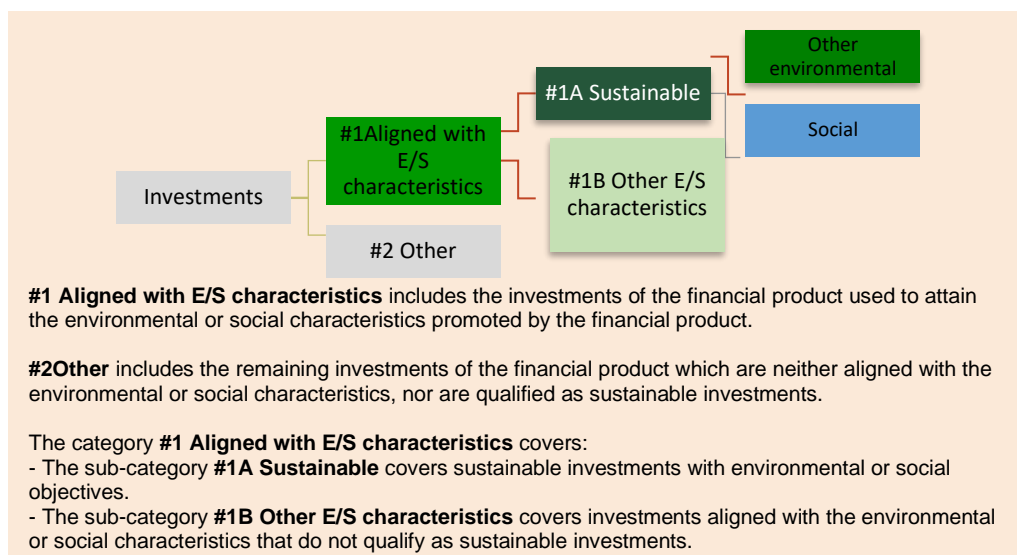 Other
environmental
#1A Sustainable
Social
#1Aligned with
E/S
characteristics
#1B Other E/S
characteristics
Investments
#2 Other
#1 Aligned with E/S characteristics includes the investments of the financial product used to attain
the environmental or social characteristics promoted by the financial product.
#2Other includes the remaining investments of the financial product which are neither aligned with the
environmental or social characteristics, nor are qualified as sustainable investments.
The category #1 Aligned with E/S characteristics covers:
- The sub-category #1A Sustainable covers sustainable investments with environmental or social
objectives.
- The sub-category #1B Other E/S characteristics covers investments aligned with the environmental
or social characteristics that do not qualify as sustainable investments.